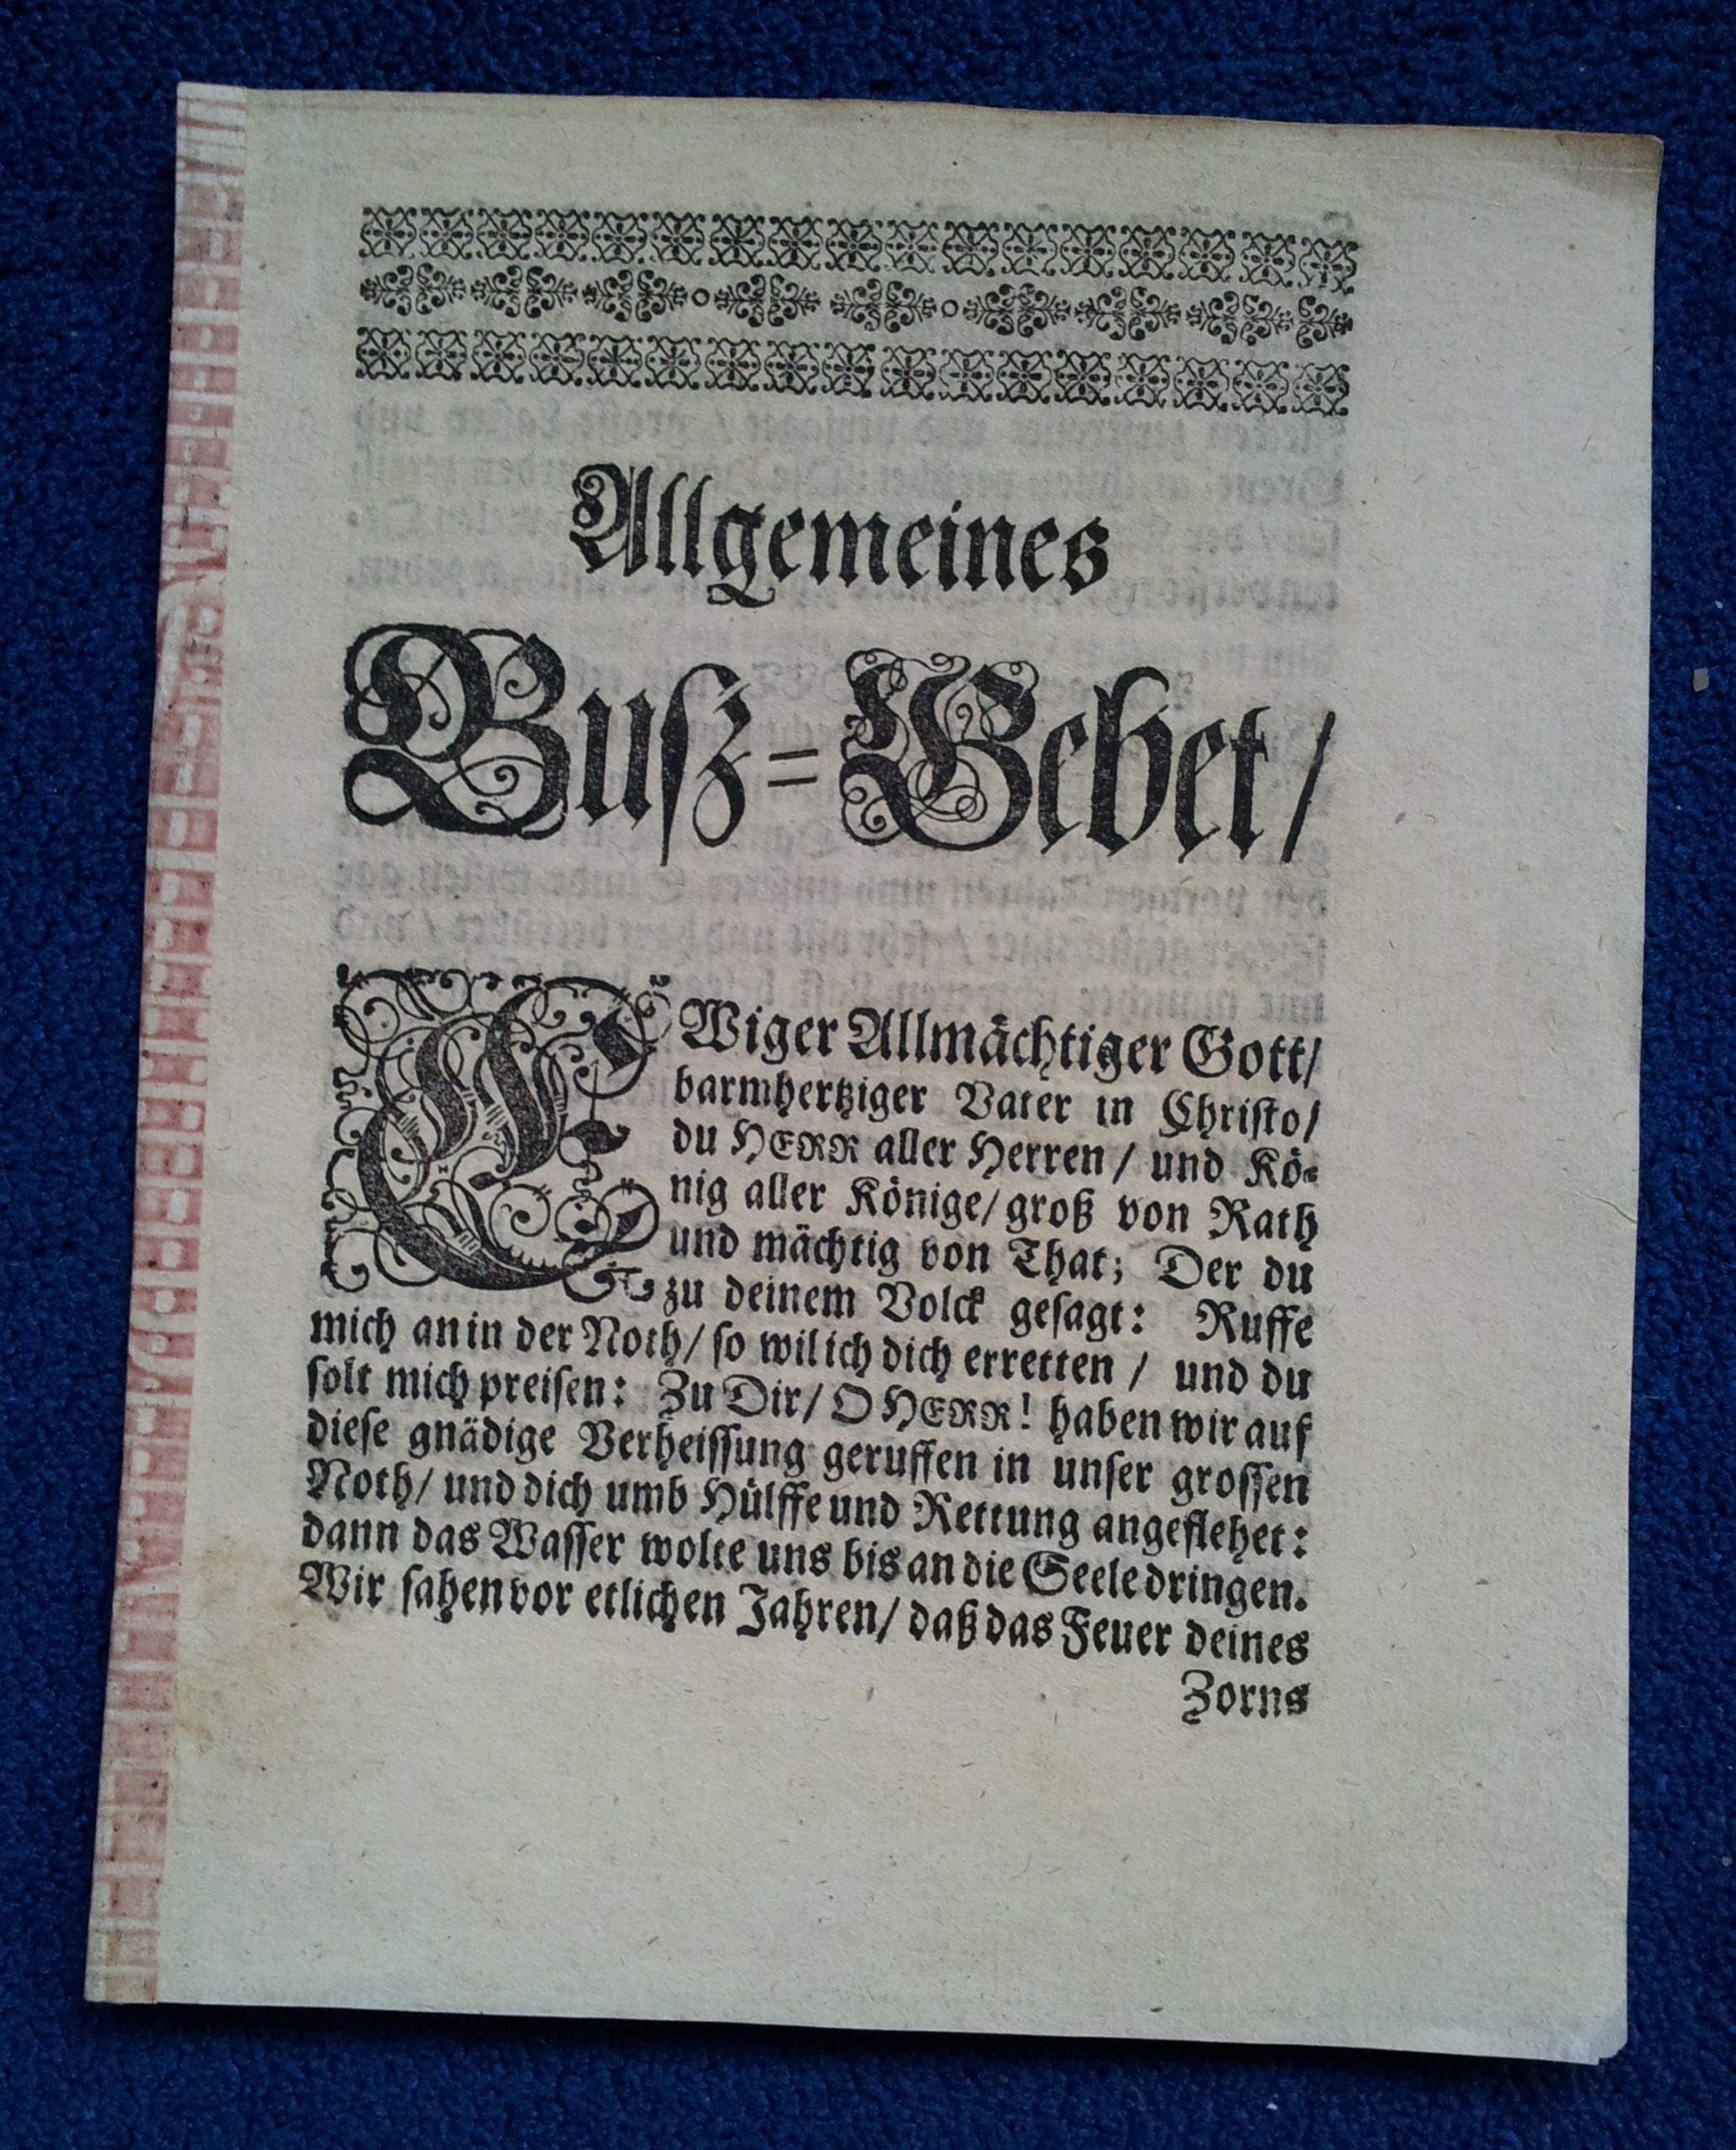 Allgemeines
Buß=Gebet/
EWiger Allmächtiger Gott/
barmhertziger Vater in Christo/
du HERR aller Herren / und Kö-
nig aller Könige/ groß von Rath
und mächtig von That; Der du
zu deinem Volck gesagt: Ruffe
mich an in der Noth/ so wil ich dich erretten / und du
solt mich preisen: Zu Dir/ O HERR! haben wir auf
diese gnädige Verheissung geruffen in unser grossen
Noth/ und dich umb Hülffe und Rettung angeflehet:
dann das Wasser wolte uns bis an die Seele dringen.
Wir sahen vor etlichen Jahren/ daß das Feuer deines
Zorns